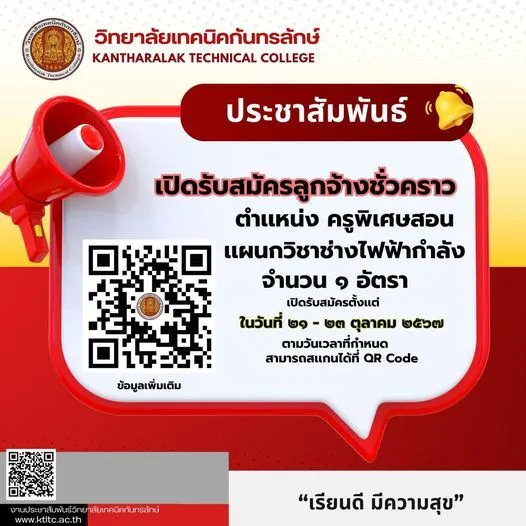 วิทยาลัยเทคนิคกันทรลักษ์
KANTHARALAK TECHNICAL COLLEGE
ประชาสัมพันธ์
เปิดรับสมัครลูกจ้างชั่วคราว
ตำแหน่ง ครูพิเศษสอน
แผนกวิชาช่างไฟฟ้ากำลัง
จำนวน ๑ อัตรา
เปิดรับสมัครตั้งแต่
ในวันที่ ๒๑ - ๒๓ ตุลาคม ๒๕๖๗
ตามวันเวลาที่กำหนด
สามารถสแกนได้ที่ QR Code
ข้อมูลเพิ่มเติม
งานประชาสัมพันธ์วิทยาลัยเทคนิคกันทรลักษ์
www.ktltc.ac.th
“เรียนดี มีความสุข”